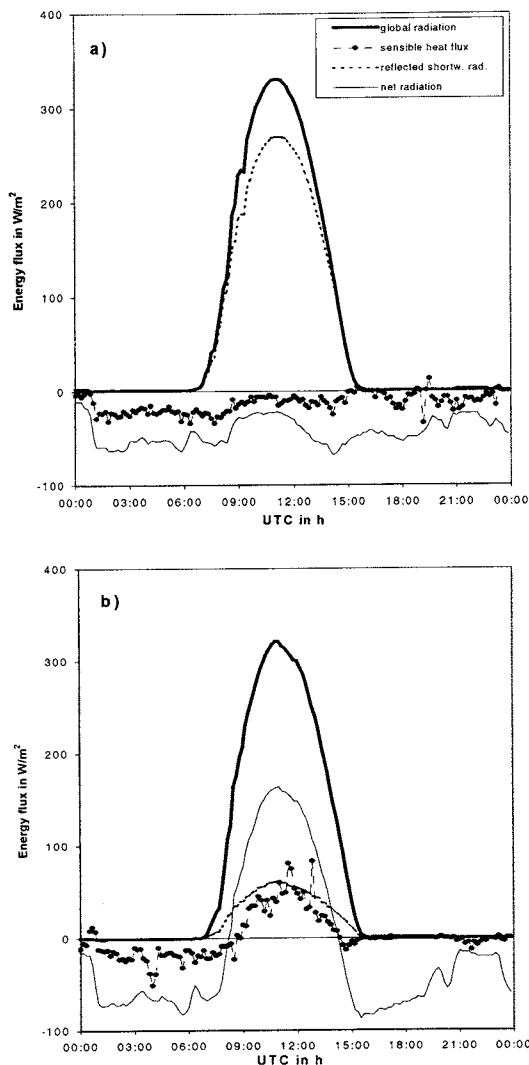 400
a)
global radiation
sensible heat flux
reflected shortw. rad.
net radiation
300
200
100
0
-100
Energy flux in W/m²
00:00 03:00 06:00 09:00 12:00 15:00 18:00 21:00 00:00
UTC in h
400
b)
300
200
100
0
-100
Energy flux in W/m²
00:00 03:00 06:00 09:00 12:00 15:00 18:00 21:00 00:00
UTC in h